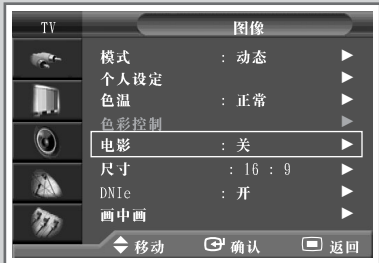 TV 图像
模式 : 动态
个人设定
色温 : 正常
色彩控制
电影 : 关
尺寸 : 16 : 9
DNIe : 开
画中画
移动 确认 返回